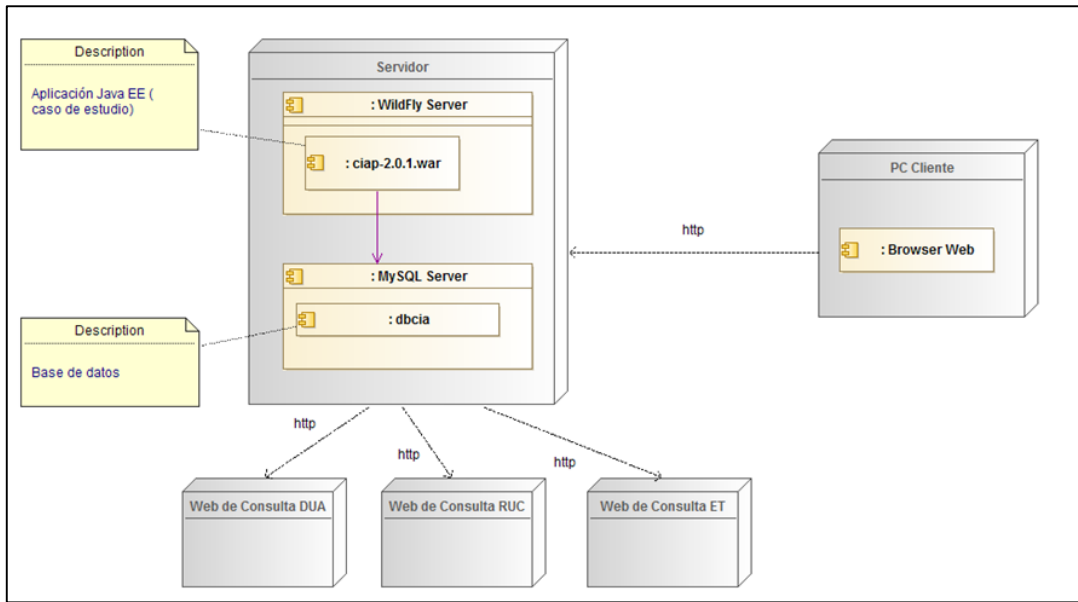 Description
Aplicación Java EE (
caso de estudio)
Servidor
: WildFly Server
: ciap-2.0.1.war
: MySQL Server
: dbcia
Description
Base de datos
http
PC Cliente
: Browser Web
http
http
http
Web de Consulta DUA
Web de Consulta RUC
Web de Consulta ET